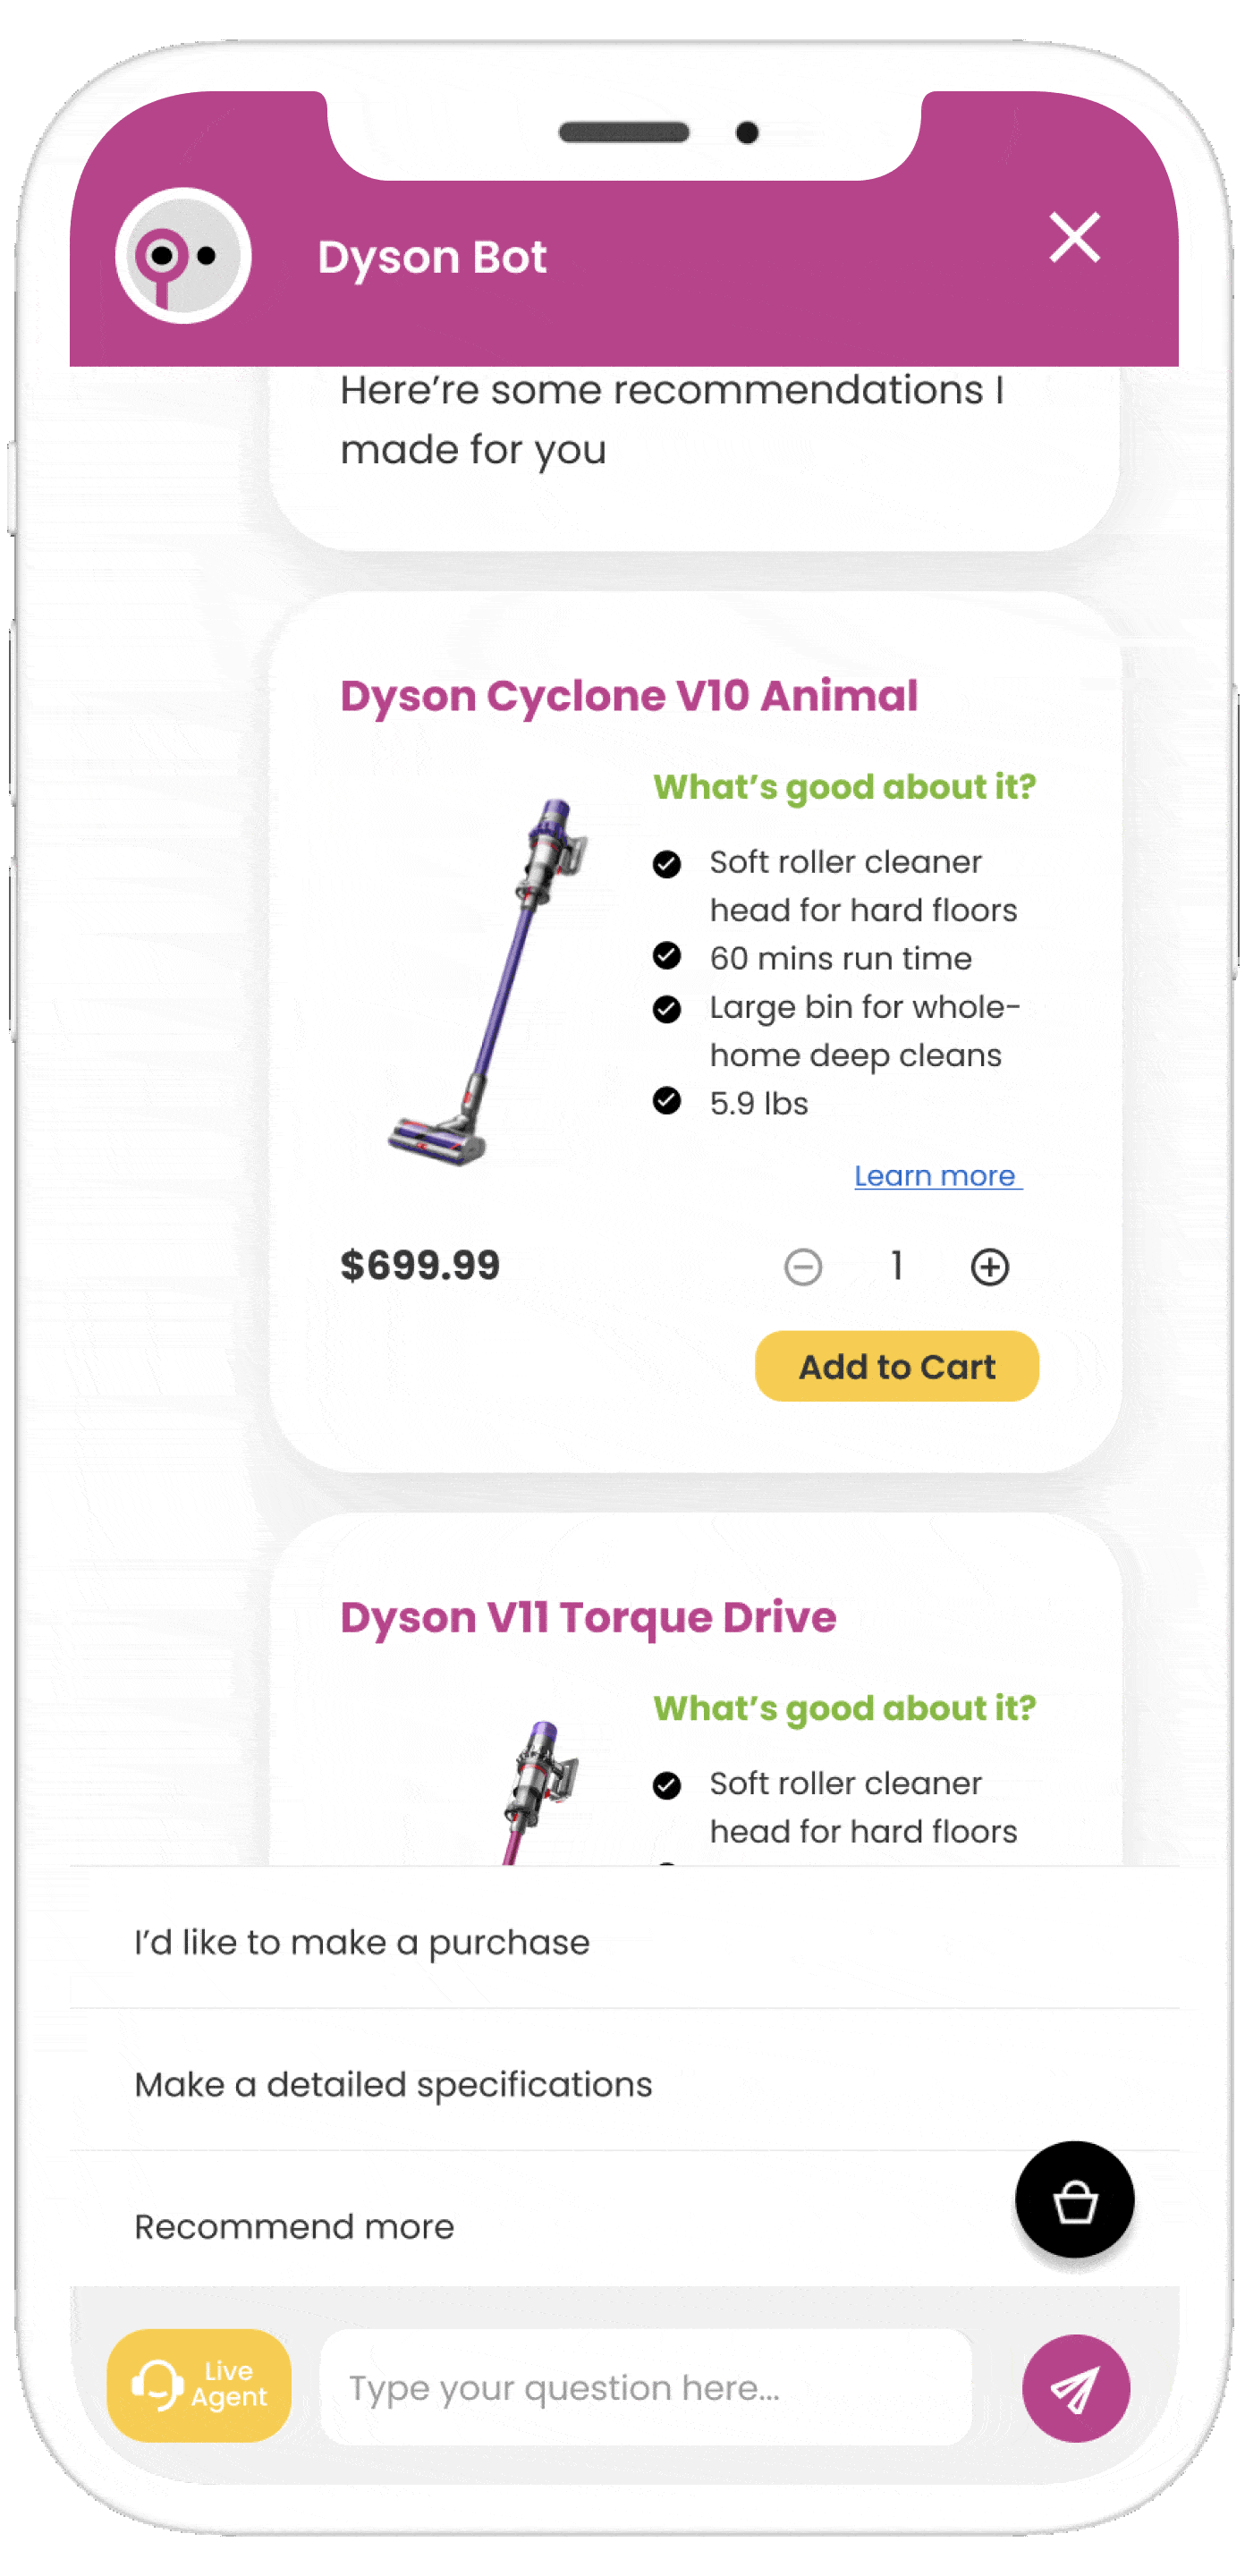 Dyson Bot
Here’re some recommendations I
made for you
Dyson Cyclone V10 Animal
What’s good about it?
Soft roller cleaner
head for hard floors
60 mins run time
Large bin for whole-
home deep cleans
5.9 lbs
Learn more
$699.99
1
Add to Cart
Dyson V11 Torque Drive
What’s good about it?
Soft roller cleaner
head for hard floors
I’d like to make a purchase
Make a detailed specifications
Recommend more
Live
Agent
Type your question here...